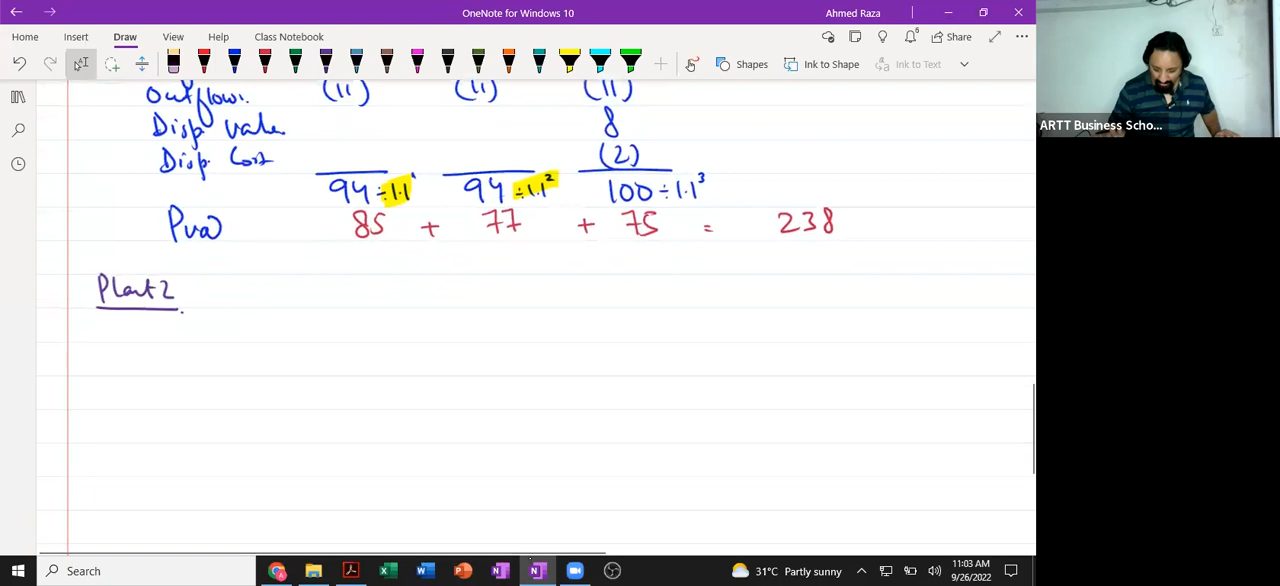 OneNote for Windows 10
Ahmed Raza
Home Insert Draw View Help Class Notebook
Share
Shapes Ink to Shape Ink to Text
outflow. (11) (11) (11)
Disp value 8
Disp Cost (2)
94 ÷ 1.1¹ 94 ÷ 1.1² 100 ÷ 1.1³
85 + 77 + 75 = 238
Plant 2
ARTT Business Scho...
Search
31°C Partly sunny
11:03 AM
9/26/2022